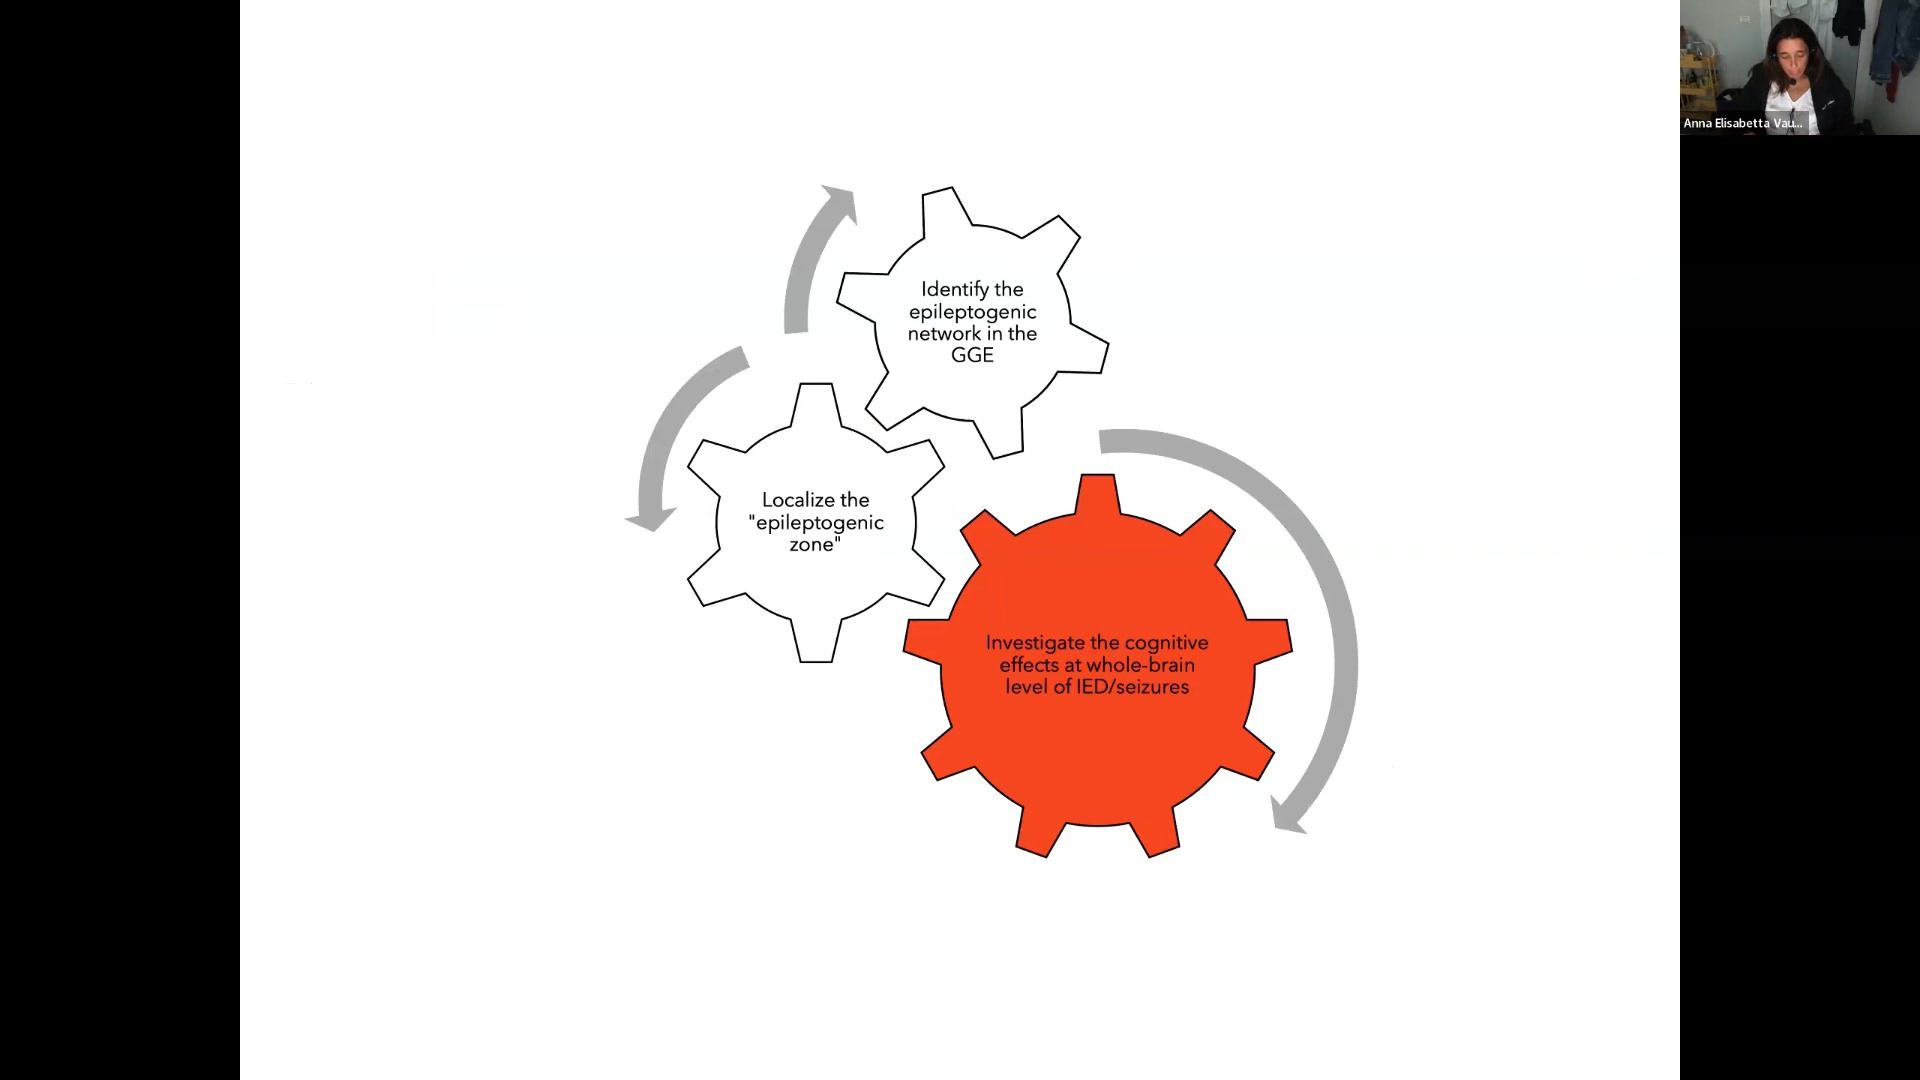 Anna Elisabetta Vau...
Identify the
epileptogenic
network in the
GGE
Localize the
"epileptogenic
zone"
Investigate the cognitive
effects at whole-brain
level of IED/seizures